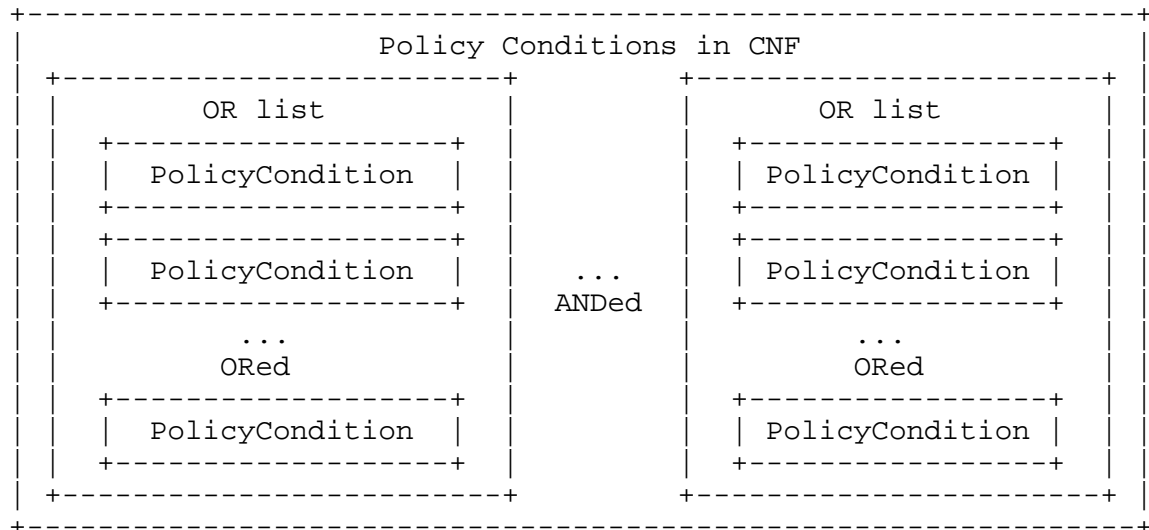 Policy Conditions in CNF
OR list OR list
PolicyCondition PolicyCondition
PolicyCondition ... PolicyCondition
ANDed
... ...
ORed ORed
PolicyCondition PolicyCondition